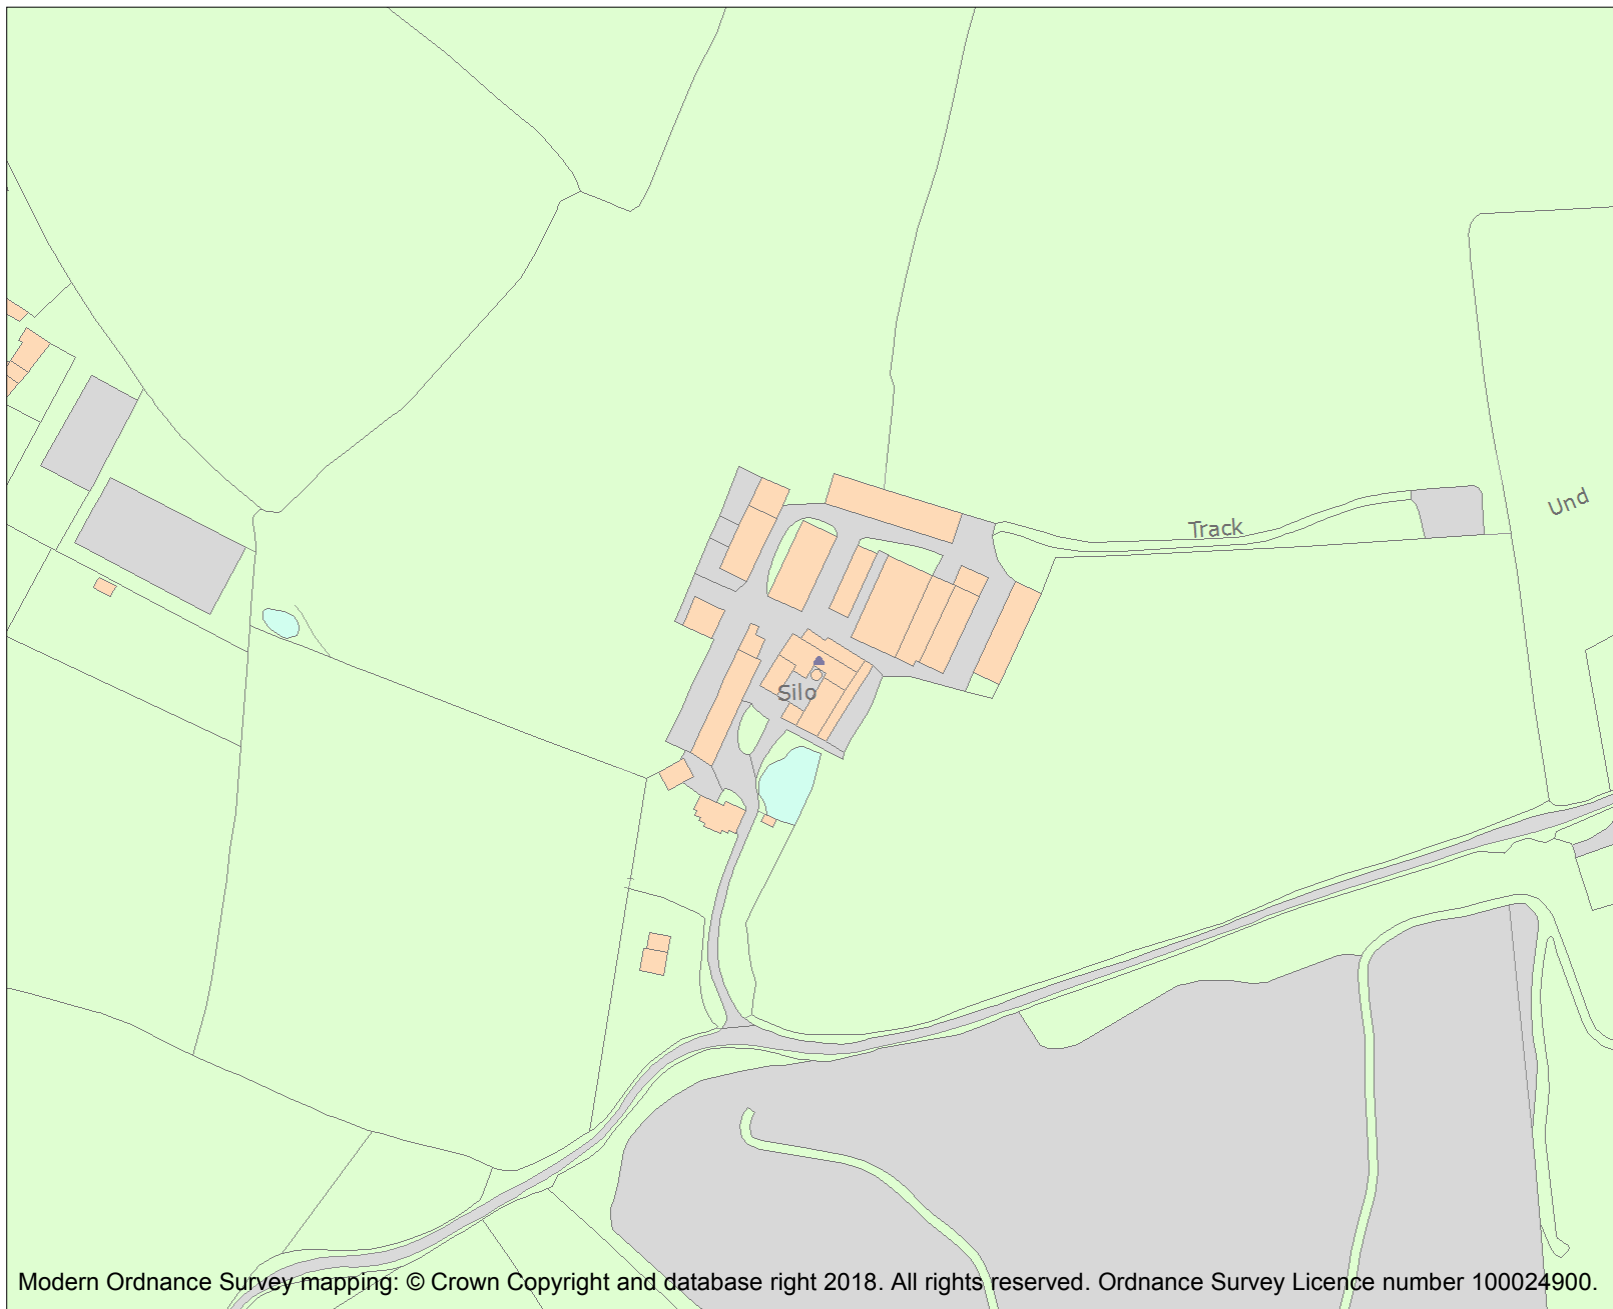 Und
Track
Silo
Modern Ordnance Survey mapping: © Crown Copyright and database right 2018. All rights reserved. Ordnance Survey Licence number 100024900.